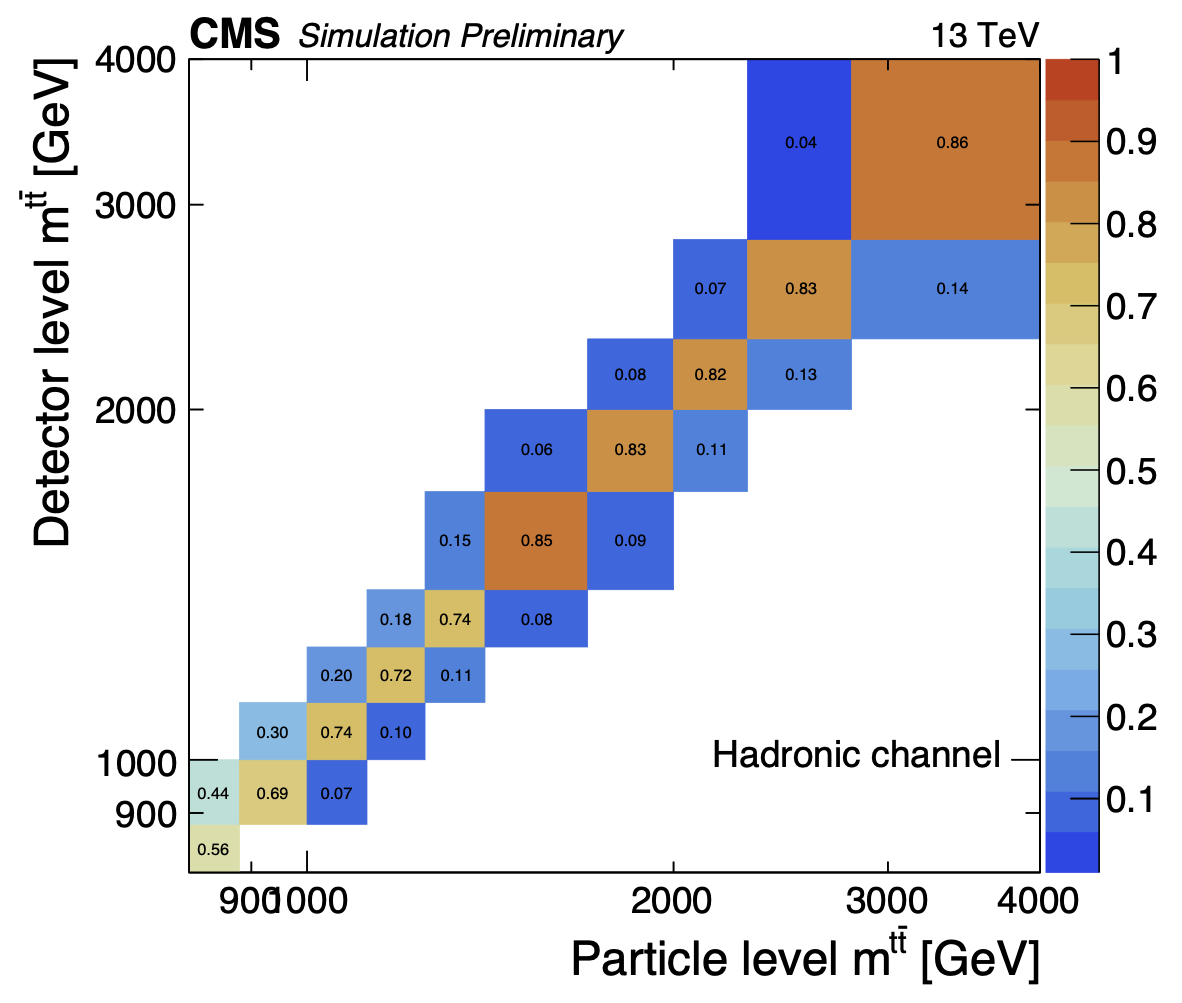 CMS Simulation Preliminary 13 TeV
Detector level m^{tt̄} [GeV]
4000
3000
2000
1000
900
0.04 0.86
0.07 0.83 0.14
0.08 0.82 0.13
0.06 0.83 0.11
0.15 0.85 0.09
0.18 0.74 0.08
0.20 0.72 0.11
0.30 0.74 0.10
Hadronic channel
0.44 0.69 0.07
0.56
900 1000 2000 3000 4000
Particle level m^{tt̄} [GeV]
1
0.9
0.8
0.7
0.6
0.5
0.4
0.3
0.2
0.1